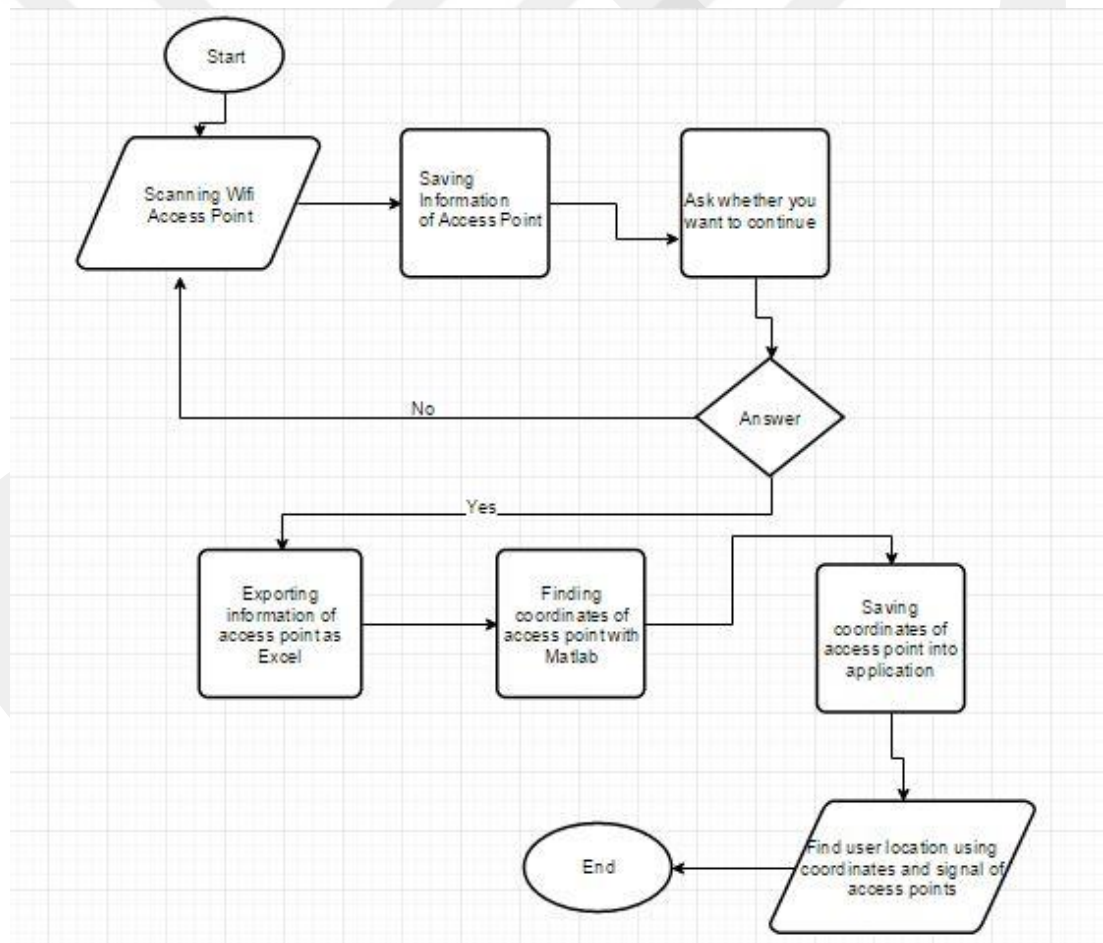 Start
Scanning Wifi
Access Point
Saving
Information
of Access Point
Ask whether you
want to continue
Answer
No
Yes
Exporting
information of
access point as
Excel
Finding
coordinates of
access point with
Matlab
Saving
coordinates of
access point into
application
Find user location using
coordinates and signal of
access points
End